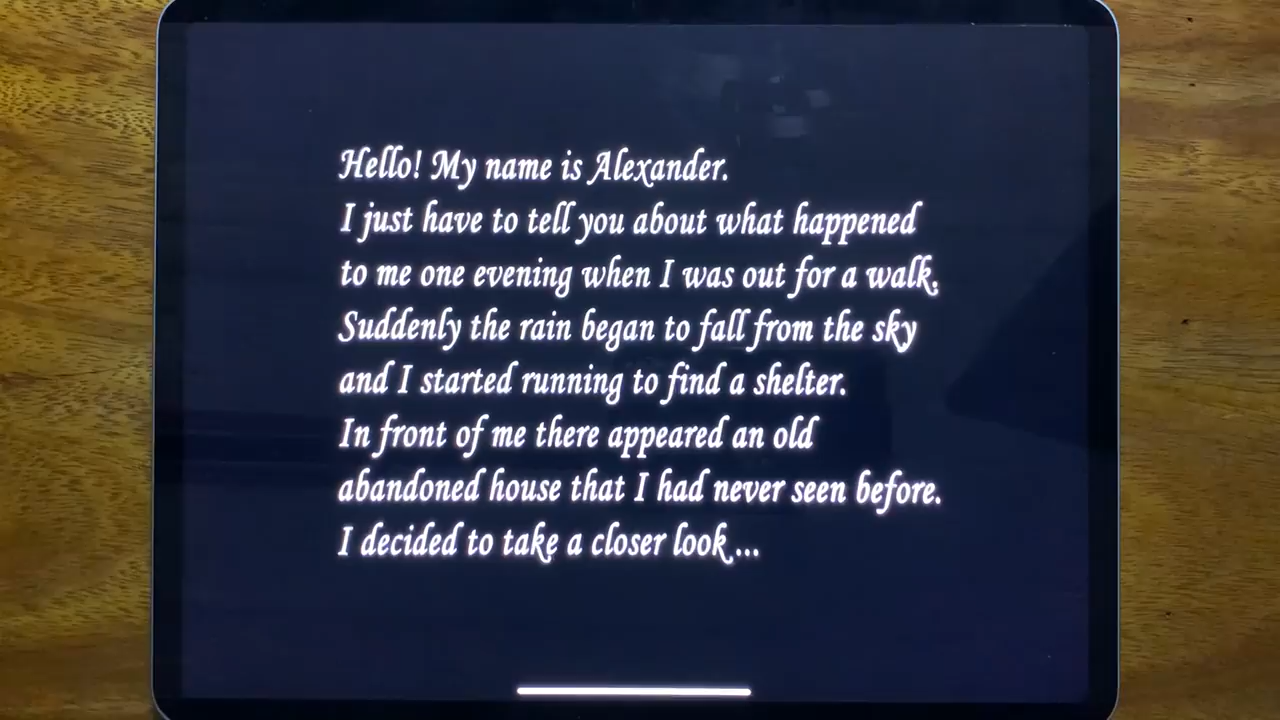 Hello! My name is Alexander.
I just have to tell you about what happened
to me one evening when I was out for a walk.
Suddenly the rain began to fall from the sky
and I started running to find a shelter.
In front of me there appeared an old
abandoned house that I had never seen before.
I decided to take a closer look...